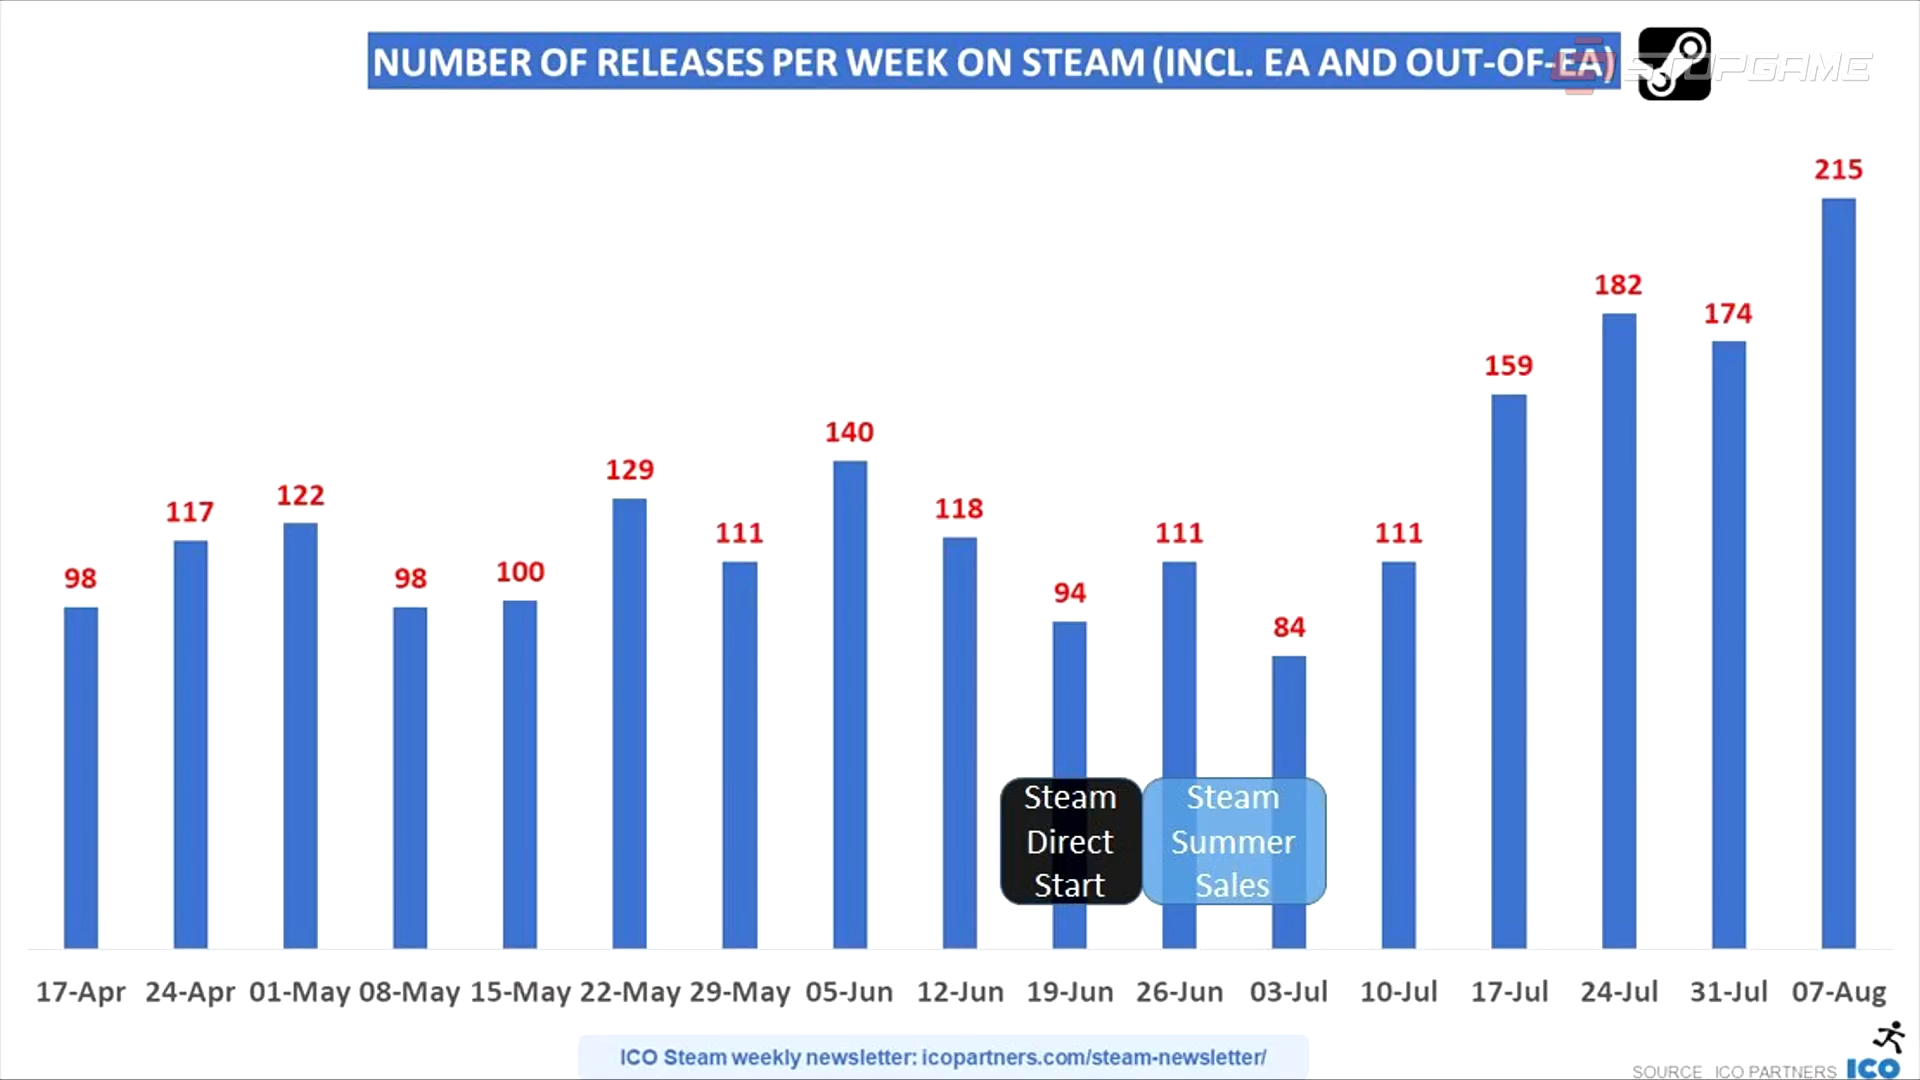 NUMBER OF RELEASES PER WEEK ON STEAM (INCL. EA AND OUT-OF-EA)
STOPGAME
215
182
174
159
140
129
122
117
118
111
111
111
98
98
100
94
84
Steam
Direct
Start
Steam
Summer
Sales
17-Apr 24-Apr 01-May 08-May 15-May 22-May 29-May 05-Jun 12-Jun 19-Jun 26-Jun 03-Jul 10-Jul 17-Jul 24-Jul 31-Jul 07-Aug
ICO Steam weekly newsletter: icopartners.com/steam-newsletter/
SOURCE ICO PARTNERS ICO